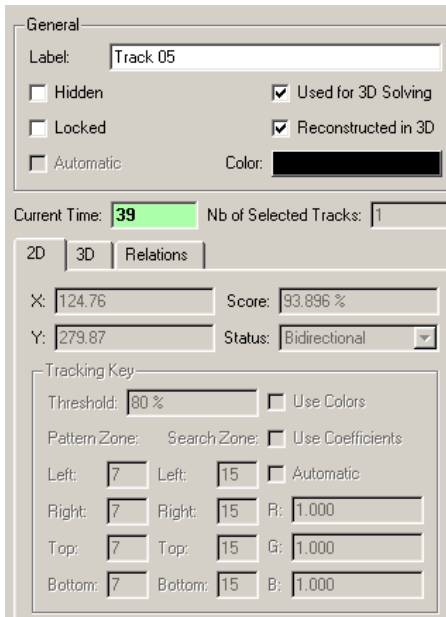 General
Label: Track 05
Hidden Used for 3D Solving
Locked Reconstructed in 3D
Automatic Color:
Current Time: 39 Nb of Selected Tracks: 1
2D 3D Relations
X: 124.76 Score: 93.896 %
Y: 279.87 Status: Bidirectional
Tracking Key
Threshold: 80 % Use Colors
Pattern Zone: Search Zone: Use Coefficients
Left: 7 Left: 15 Automatic
Right: 7 Right: 15 R: 1.000
Top: 7 Top: 15 G: 1.000
Bottom: 7 Bottom: 15 B: 1.000